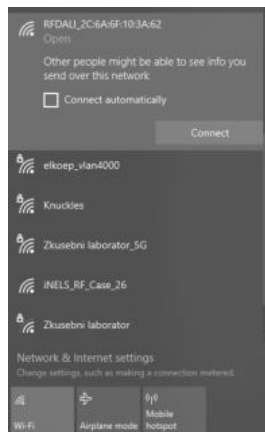 RFDALI_2C:6A:6F:10:3A:62
Open
Other people might be able to see info you
send over this network
Connect automatically
Connect
elkoep_vlan4000
Knuckles
Zkusebni laborator_5G
iNELS_RF_Case_26
Zkusebni laborator
Network & Internet settings
Change settings, such as making a connection metered.
Wi-Fi
Airplane mode
Mobile
hotspot